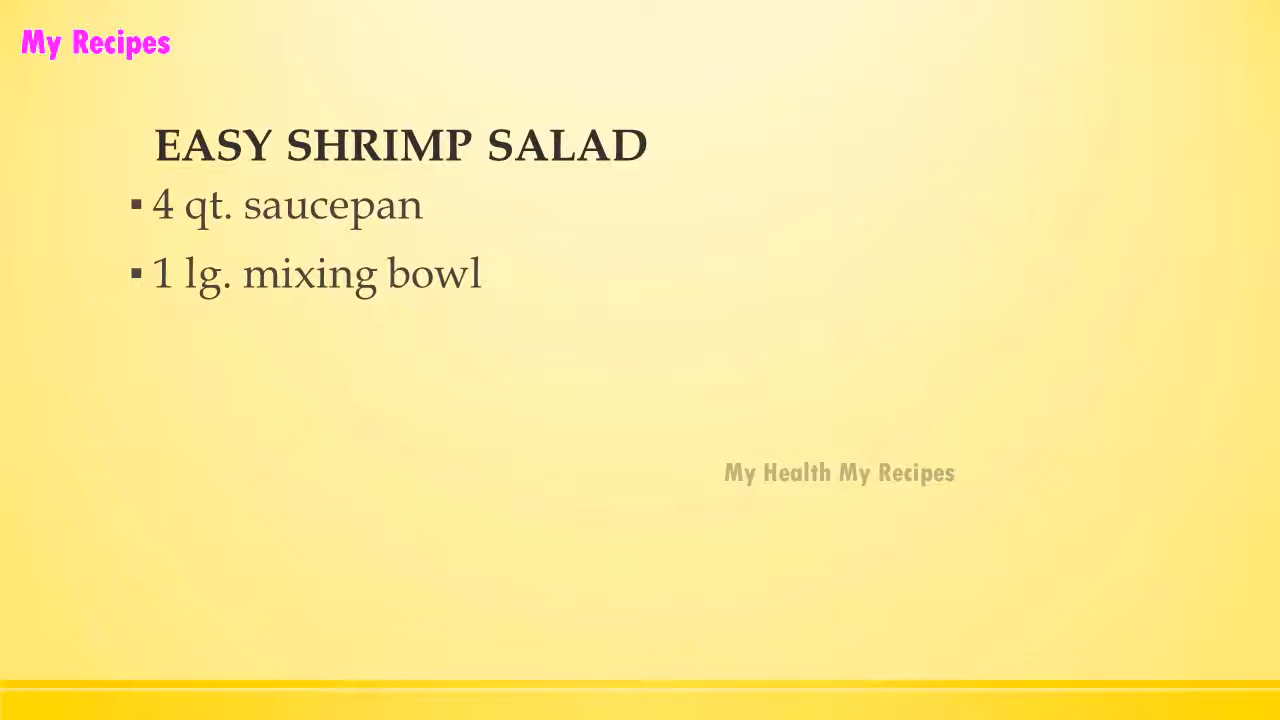 My Recipes
EASY SHRIMP SALAD
▪ 4 qt. saucepan
▪ 1 lg. mixing bowl
My Health My Recipes